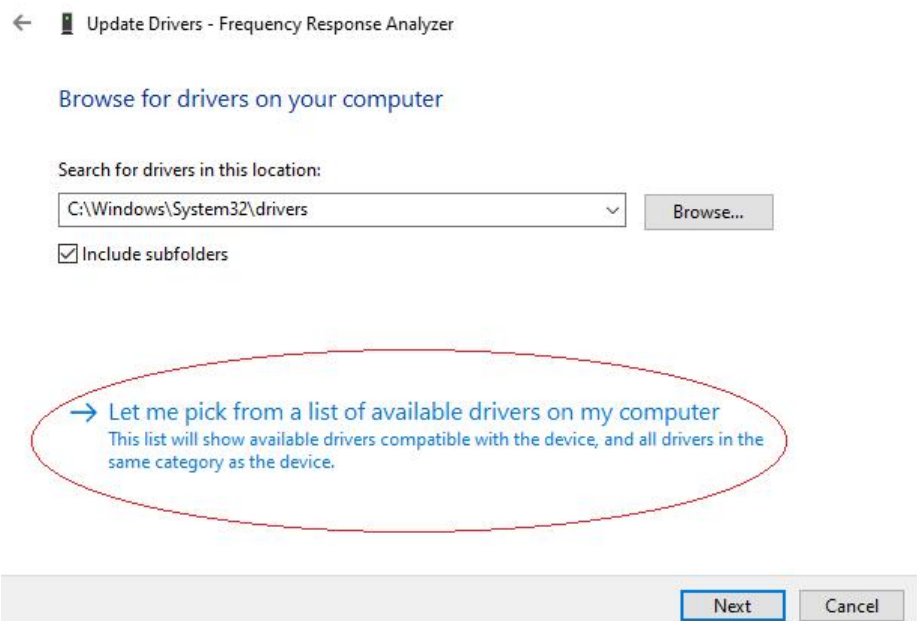 Update Drivers - Frequency Response Analyzer
Browse for drivers on your computer
Search for drivers in this location:
C:\Windows\System32\drivers
Browse...
Include subfolders
Let me pick from a list of available drivers on my computer
This list will show available drivers compatible with the device, and all drivers in the
same category as the device.
Next
Cancel